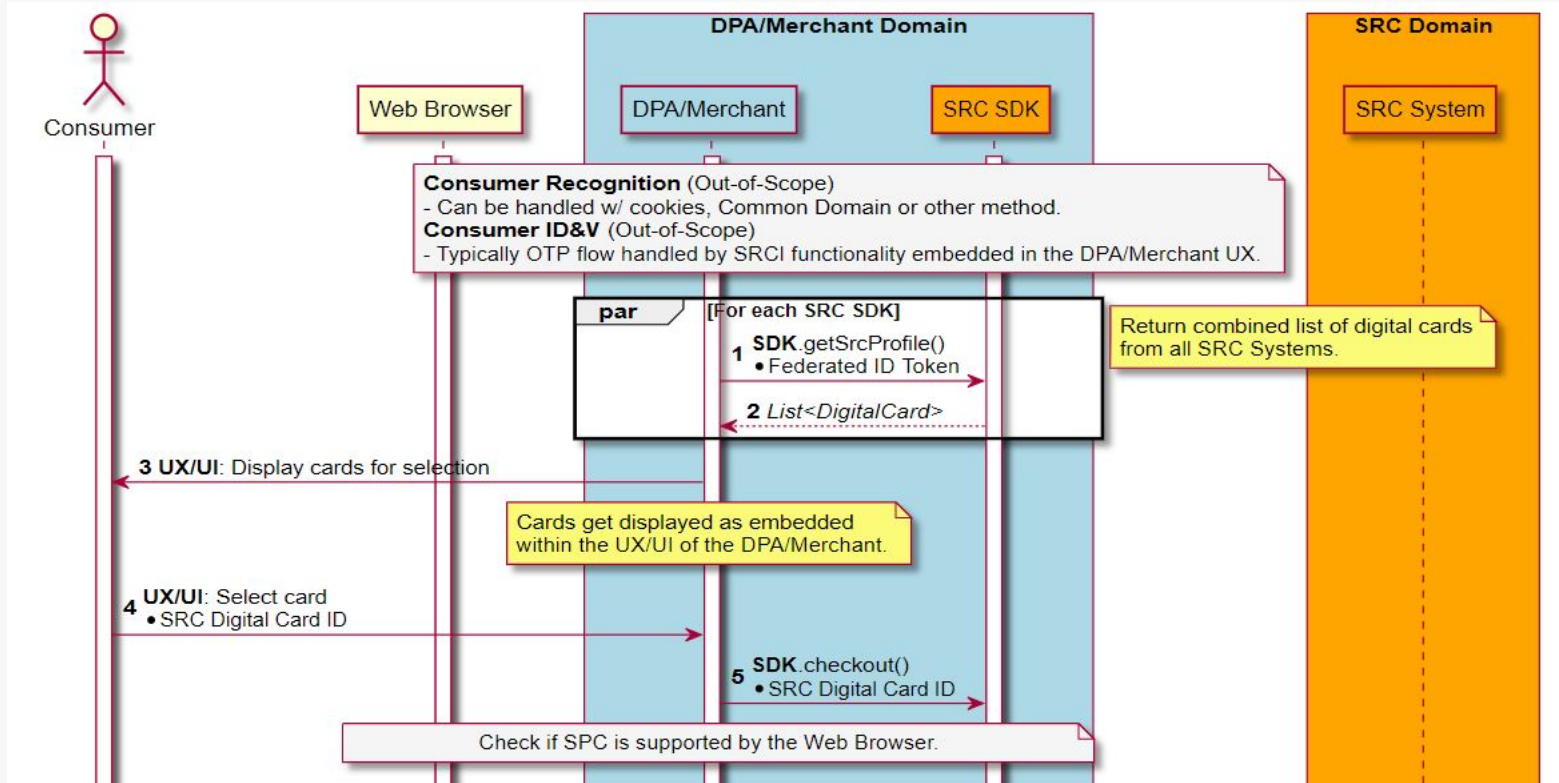 DPA/Merchant Domain
SRC Domain
Consumer
Web Browser
DPA/Merchant
SRC SDK
SRC System
Consumer Recognition (Out-of-Scope)
- Can be handled w/ cookies, Common Domain or other method.
Consumer ID&V (Out-of-Scope)
- Typically OTP flow handled by SRCI functionality embedded in the DPA/Merchant UX.
par
[For each SRC SDK]
1 SDK.getSrcProfile()
• Federated ID Token
Return combined list of digital cards
from all SRC Systems.
2 List<DigitalCard>
3 UX/UI: Display cards for selection
Cards get displayed as embedded
within the UX/UI of the DPA/Merchant.
4 UX/UI: Select card
• SRC Digital Card ID
5 SDK.checkout()
• SRC Digital Card ID
Check if SPC is supported by the Web Browser.